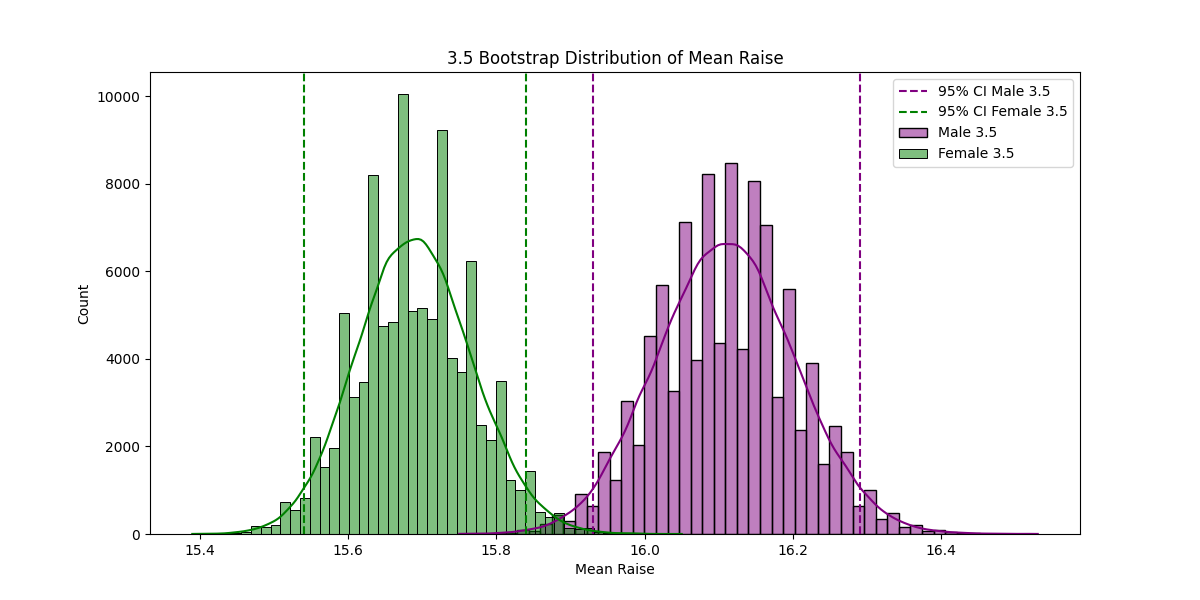 3.5 Bootstrap Distribution of Mean Raise
95% CI Male 3.5
95% CI Female 3.5
Male 3.5
Female 3.5
10000
8000
6000
4000
2000
0
Count
15.4 15.6 15.8 16.0 16.2 16.4
Mean Raise